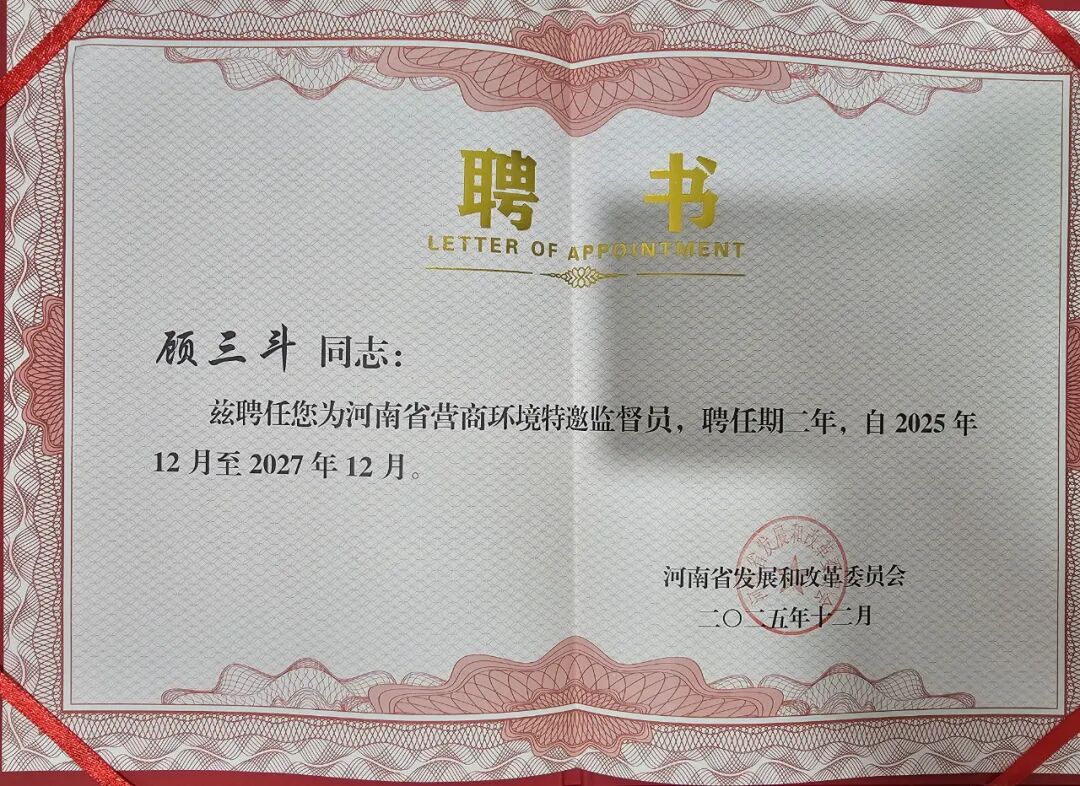 聘 书
LETTER OF APPOINTMENT
顾三斗 同志：
兹聘任您为河南省营商环境特邀监督员，聘任期二年，自 2025 年
12 月至 2027 年 12 月。
河南省发展和改革委员会
二〇二五年十二月